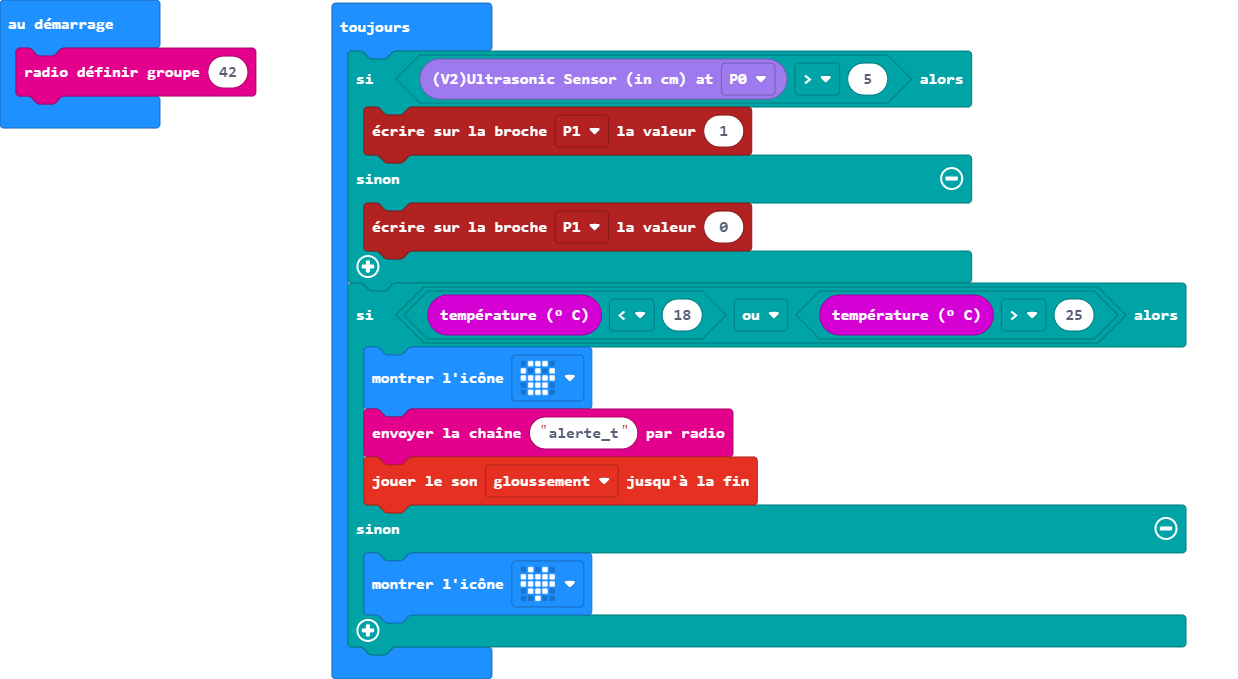 au démarrage
radio définir groupe 42
toujours
si (V2)Ultrasonic Sensor (in cm) at P0 > 5 alors
écrire sur la broche P1 la valeur 1
sinon
écrire sur la broche P1 la valeur 0
si température (º C) < 18 ou température (º C) > 25 alors
montrer l'icône
envoyer la chaîne "alerte_t" par radio
jouer le son gloussement jusqu'à la fin
sinon
montrer l'icône